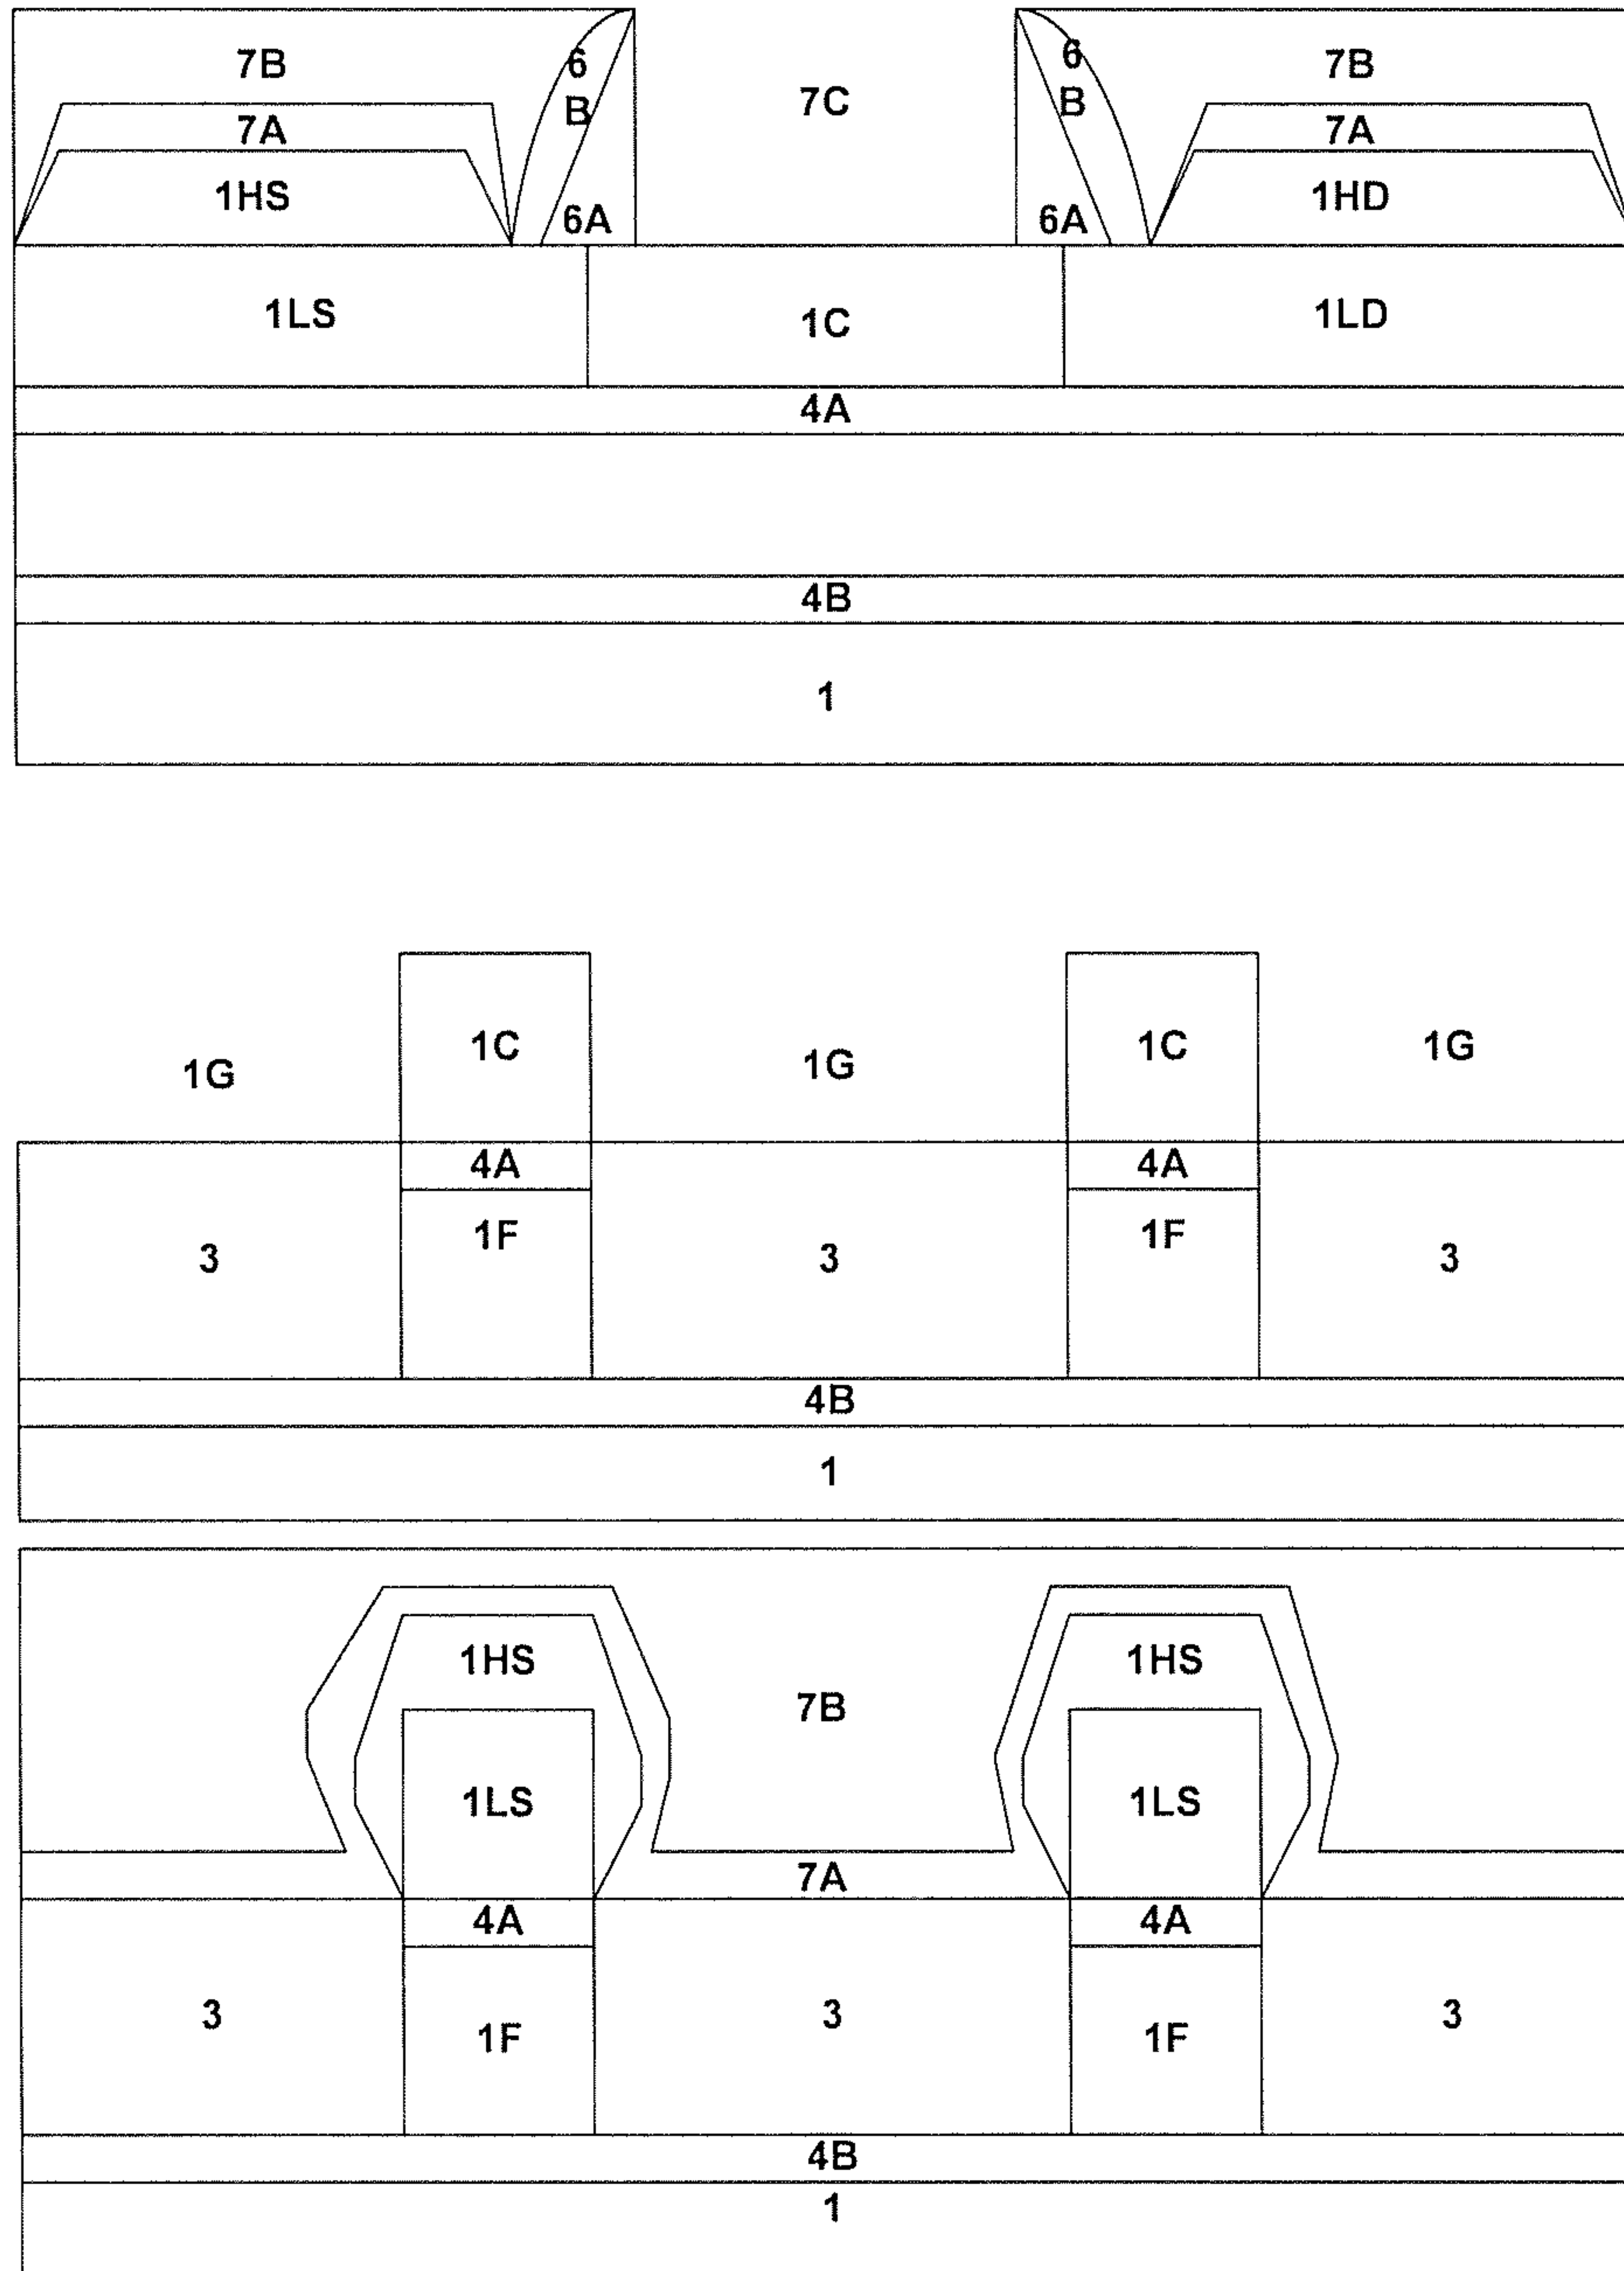 7B 6 B 7C 6 B 7B
7A 7A
1HS 6A 6A 1HD
1LS 1C 1LD
4A
4B
1
1C 1C
1G 1G 1G
4A 4A
1F 1F
3 3 3
4B
1
1HS 1HS
7B
1LS 1LS
7A
4A 4A
3 3 3
1F 1F
4B
1